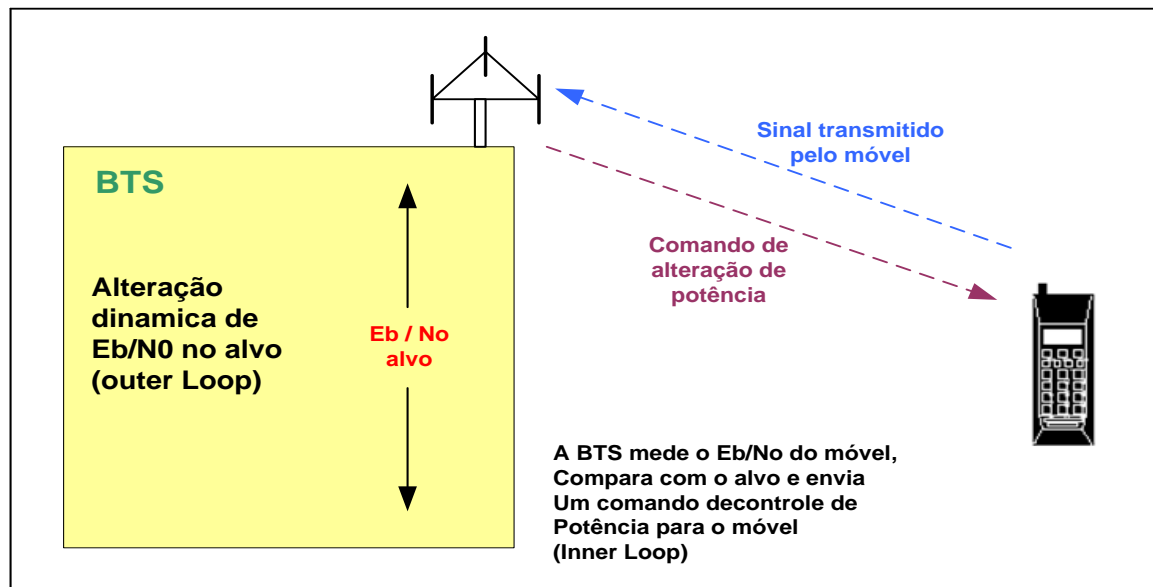 Sinal transmitido
pelo móvel
BTS
Comando de
alteração de
potência
Alteração
dinamica de
Eb/N0 no alvo
(outer Loop)
Eb / No
alvo
A BTS mede o Eb/No do móvel,
Compara com o alvo e envia
Um comando decontrole de
Potência para o móvel
(Inner Loop)